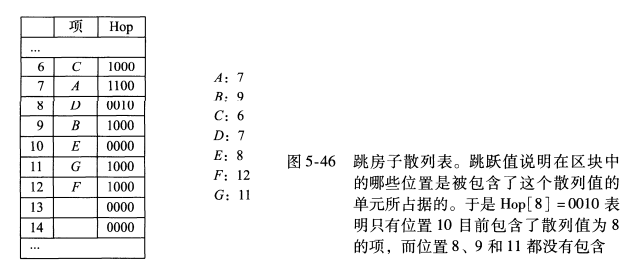 项 Hop
...
6 C 1000
7 A 1100
8 D 0010
9 B 1000
10 E 0000
11 G 1000
12 F 1000
13 0000
14 0000
...
A: 7
B: 9
C: 6
D: 7
E: 8
F: 12
G: 11
图 5-46 跳房子散列表。跳跃值说明在区块中
的哪些位置是被包含了这个散列值的
单元所占据的。于是 Hop[8] =0010 表
明只有位置 10 目前包含了散列值为 8
的项，而位置 8、9 和 11 都没有包含